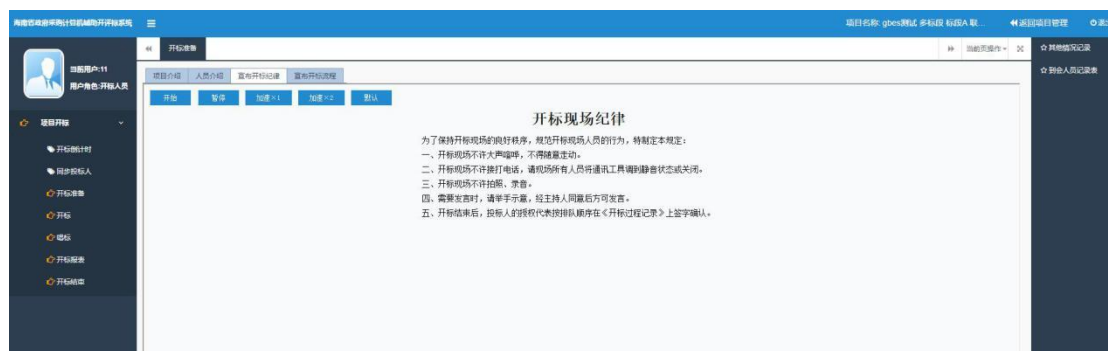 海南省政府采购计算机辅助开评标系统
项目名称: gbes测试 多标段 标段A 联...
返回项目管理
退
当前用户:11
用户角色:开标人员
项目开标
开标倒计时
同步投标人
开标准备
开标
唱标
开标报表
开标结束
开标准备
当前页操作
项目介绍 人员介绍 宣布开标纪律 宣布开标流程
开始 暂停 加速×1 加速×2 默认
开标现场纪律
为了保持开标现场的良好秩序，规范开标现场人员的行为，特制定本规定：
一、开标现场不许大声喧哗，不得随意走动。
二、开标现场不许接打电话，请现场所有人员将通讯工具调到静音状态或关闭。
三、开标现场不许拍照、录音。
四、需要发言时，请举手示意，经主持人同意后方可发言。
五、开标结束后，投标人的授权代表按排队顺序在《开标过程记录》上签字确认。
其他情况记录
到会人员记录表